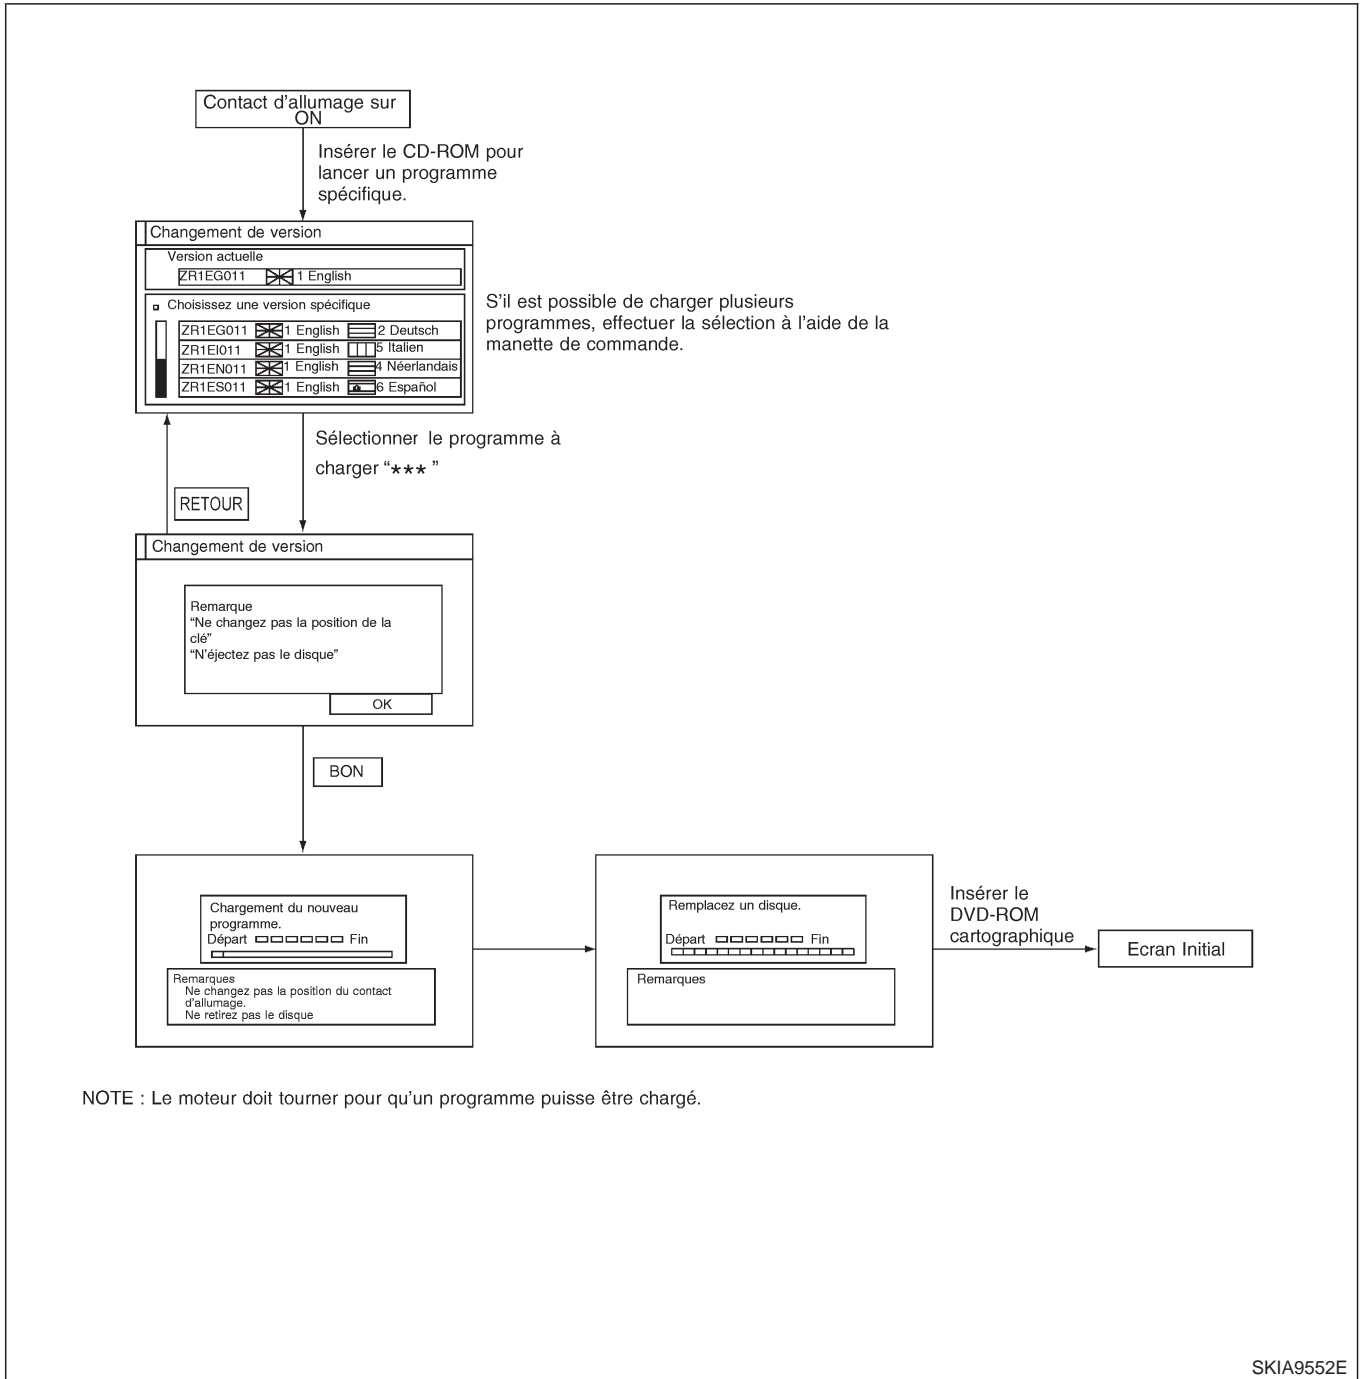 Contact d'allumage sur
ON
Insérer le CD-ROM pour
lancer un programme
spécifique.
Changement de version
Version actuelle
ZR1EG011 1 English
Choisissez une version spécifique
ZR1EG011 1 English 2 Deutsch
ZR1EI011 1 English 5 Italien
ZR1EN011 1 English 4 Néerlandais
ZR1ES011 1 English 6 Español
S'il est possible de charger plusieurs
programmes, effectuer la sélection à l'aide de la
manette de commande.
Sélectionner le programme à
charger “***”
RETOUR
Changement de version
Remarque
“Ne changez pas la position de la
clé”
“N'éjectez pas le disque”
OK
BON
Chargement du nouveau
programme.
Départ Fin
Remarques
Ne changez pas la position du contact
d'allumage.
Ne retirez pas le disque
Remplacez un disque.
Départ Fin
Remarques
Insérer le
DVD-ROM
cartographique
Ecran Initial
NOTE : Le moteur doit tourner pour qu'un programme puisse être chargé.
SKIA9552E